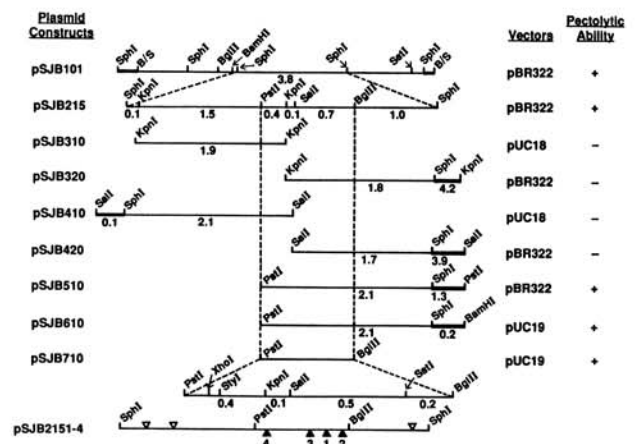 Plasmid Constructs Vectors Pectolytic Ability
SphI B/S SphI BglII BamHI SphI SphI SstI SphI B/S
pSJB101 3.8 pBR322 +
SphI KpnI PstI KpnI SalI BglII SphI
pSJB215 0.1 1.5 0.4 0.1 0.7 1.0 pBR322 +
KpnI KpnI
pSJB310 1.9 pUC18 −
KpnI SphI KpnI
pSJB320 1.8 4.2 pBR322 −
SalI SphI SalI
pSJB410 0.1 2.1 pUC18 −
SalI SphI SalI
pSJB420 1.7 3.9 pBR322 −
PstI SphI PstI
pSJB510 2.1 1.3 pBR322 +
PstI SphI BamHI
pSJB610 2.1 0.2 pUC19 +
PstI BglII
pSJB710 pUC19 +
PstI XhoI StyI KpnI SalI SstI BglII
0.4 0.1 0.5 0.2
SphI PstI BglII SphI
pSJB2151-4
4 3 1 2